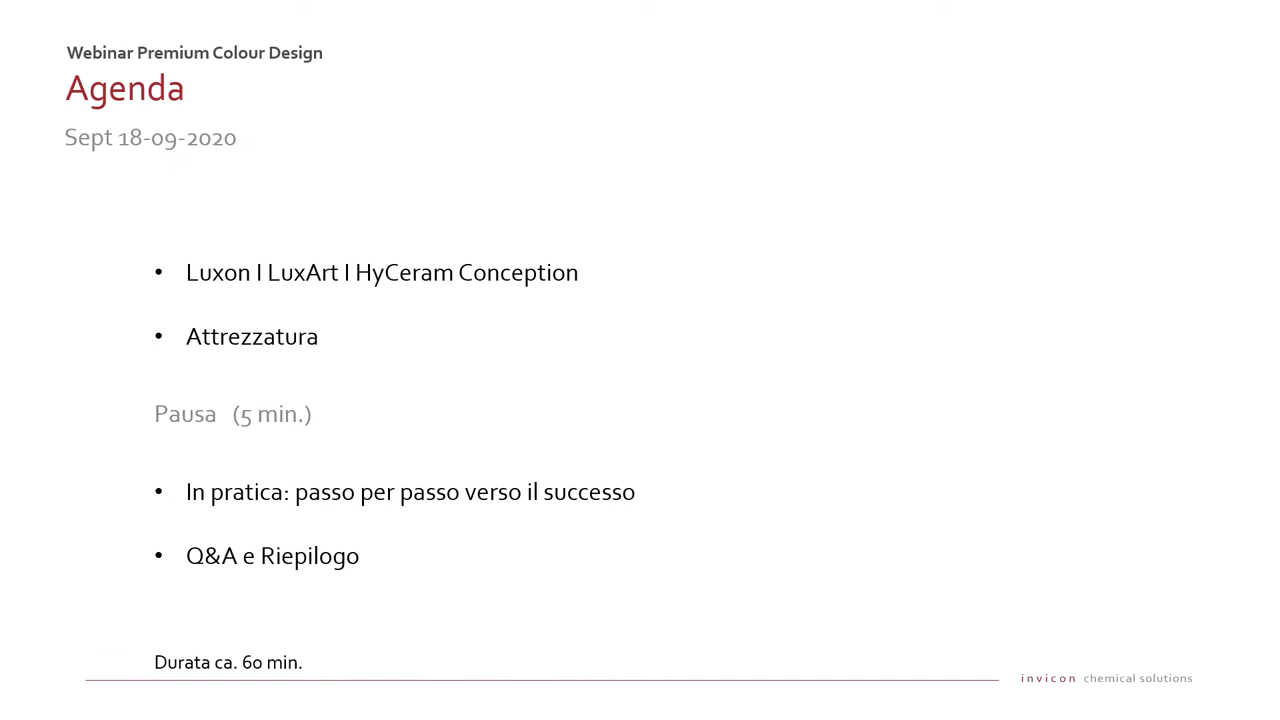 Webinar Premium Colour Design
Agenda
Sept 18-09-2020
• Luxon I LuxArt I HyCeram Conception
• Attrezzatura
Pausa (5 min.)
• In pratica: passo per passo verso il successo
• Q&A e Riepilogo
Durata ca. 60 min.
invicon chemical solutions